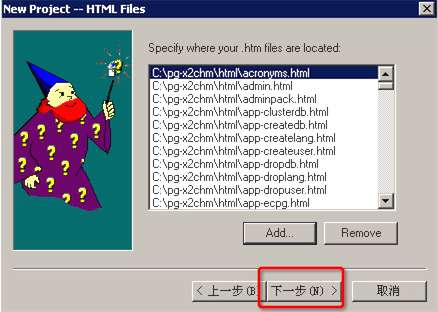 New Project -- HTML Files
Specify where your .htm files are located:
C:\pg-x2chm\html\acronyms.html
C:\pg-x2chm\html\admin.html
C:\pg-x2chm\html\adminpack.html
C:\pg-x2chm\html\app-clusterdb.html
C:\pg-x2chm\html\app-createdb.html
C:\pg-x2chm\html\app-createlang.html
C:\pg-x2chm\html\app-createuser.html
C:\pg-x2chm\html\app-dropdb.html
C:\pg-x2chm\html\app-droplang.html
C:\pg-x2chm\html\app-dropuser.html
C:\pg-x2chm\html\app-ecpg.html
Add... Remove
< 上一步(B 下一步(N) > 取消